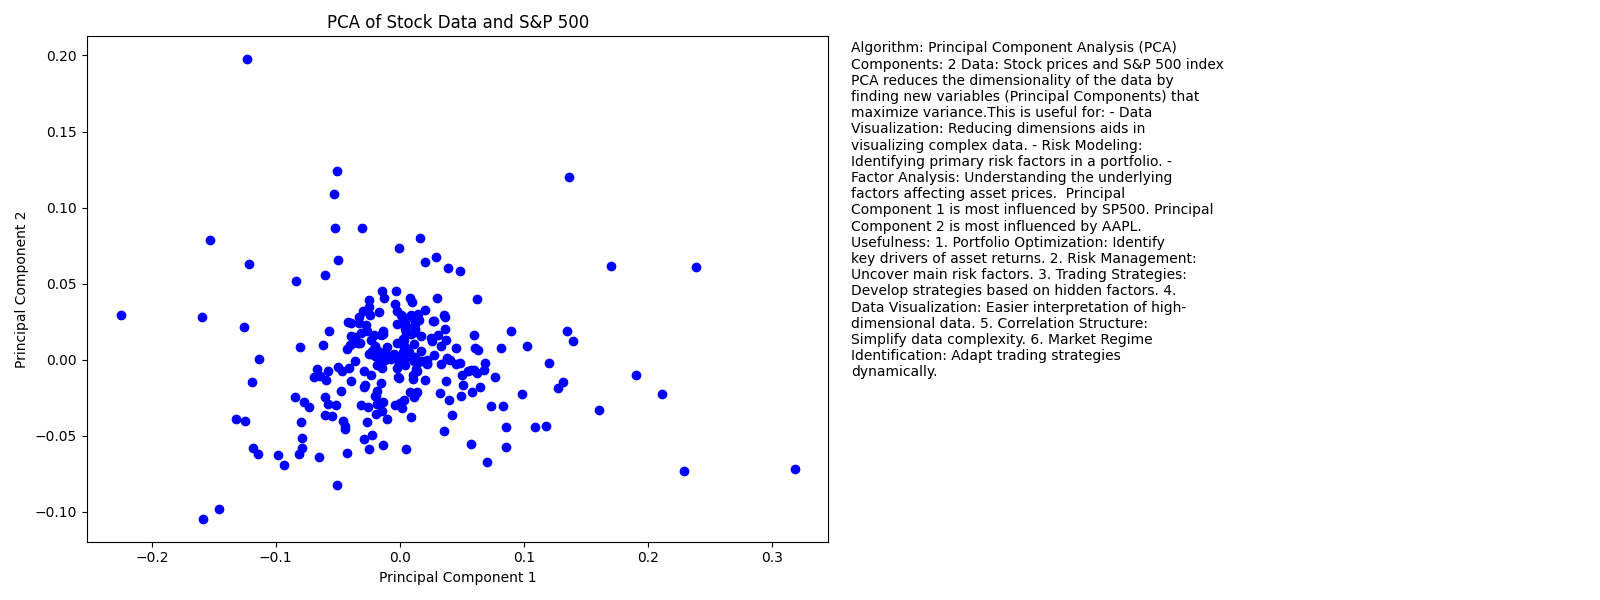 PCA of Stock Data and S&P 500
0.20
0.15
0.10
0.05
0.00
−0.05
−0.10
Principal Component 2
−0.2
−0.1
0.0
0.1
0.2
0.3
Principal Component 1
Algorithm: Principal Component Analysis (PCA)
Components: 2 Data: Stock prices and S&P 500 index
PCA reduces the dimensionality of the data by
finding new variables (Principal Components) that
maximize variance.This is useful for: - Data
Visualization: Reducing dimensions aids in
visualizing complex data. - Risk Modeling:
Identifying primary risk factors in a portfolio. -
Factor Analysis: Understanding the underlying
factors affecting asset prices.  Principal
Component 1 is most influenced by SP500. Principal
Component 2 is most influenced by AAPL.
Usefulness: 1. Portfolio Optimization: Identify
key drivers of asset returns. 2. Risk Management:
Uncover main risk factors. 3. Trading Strategies:
Develop strategies based on hidden factors. 4.
Data Visualization: Easier interpretation of high-
dimensional data. 5. Correlation Structure:
Simplify data complexity. 6. Market Regime
Identification: Adapt trading strategies
dynamically.